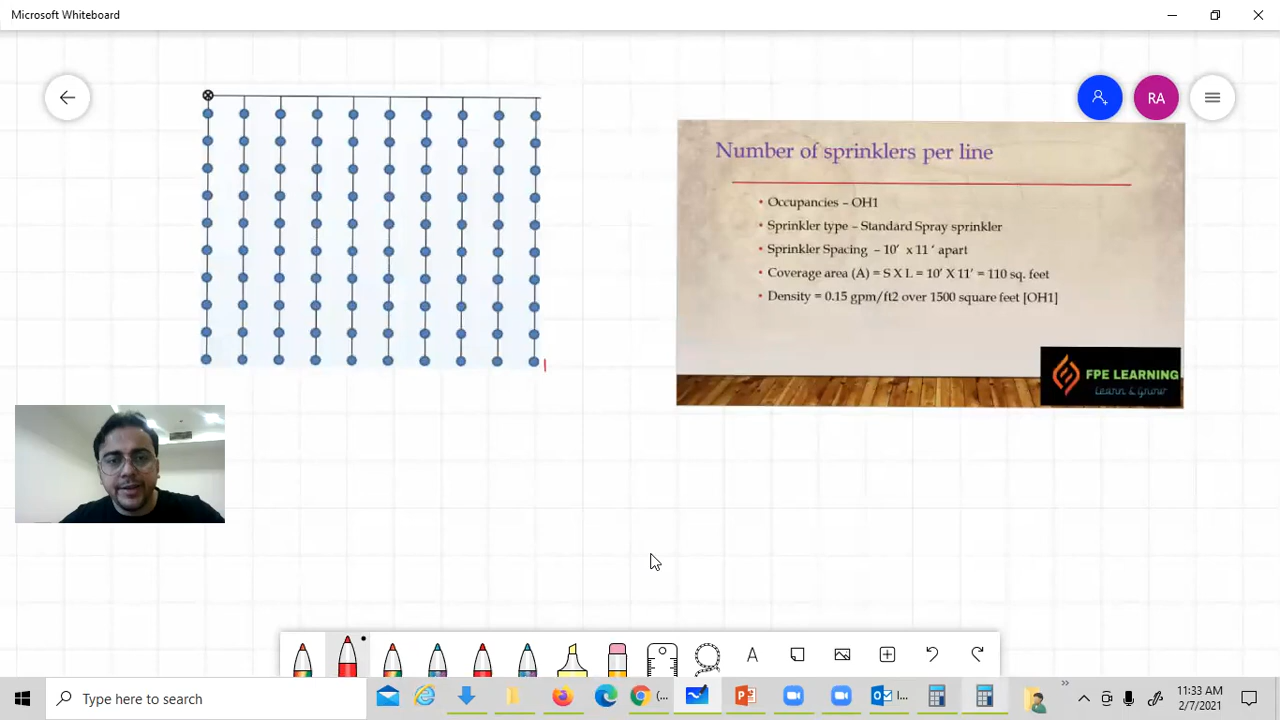 Microsoft Whiteboard
RA
Number of sprinklers per line
• Occupancies – OH1
• Sprinkler type – Standard Spray sprinkler
• Sprinkler Spacing – 10' x 11 ' apart
• Coverage area (A) = S X L = 10' X 11' = 110 sq. feet
• Density = 0.15 gpm/ft2 over 1500 square feet [OH1]
FPE LEARNING
Learn & Grow
A
Type here to search
(...
I...
11:33 AM
2/7/2021